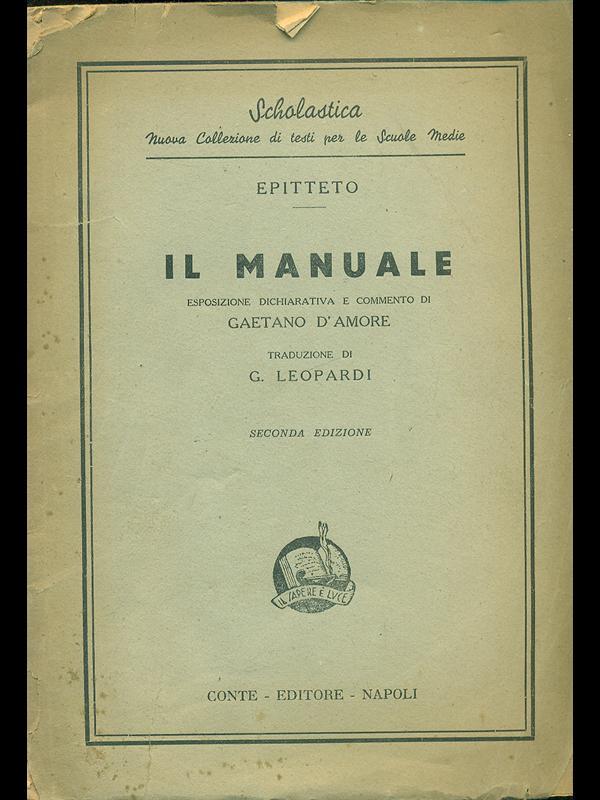 Scholastica
Nuova Collezione di testi per le Scuole Medie
EPITTETO
IL MANUALE
ESPOSIZIONE DICHIARATIVA E COMMENTO DI
GAETANO D'AMORE
TRADUZIONE DI
G. LEOPARDI
SECONDA EDIZIONE
IL SAPERE È LUCE
CONTE - EDITORE - NAPOLI